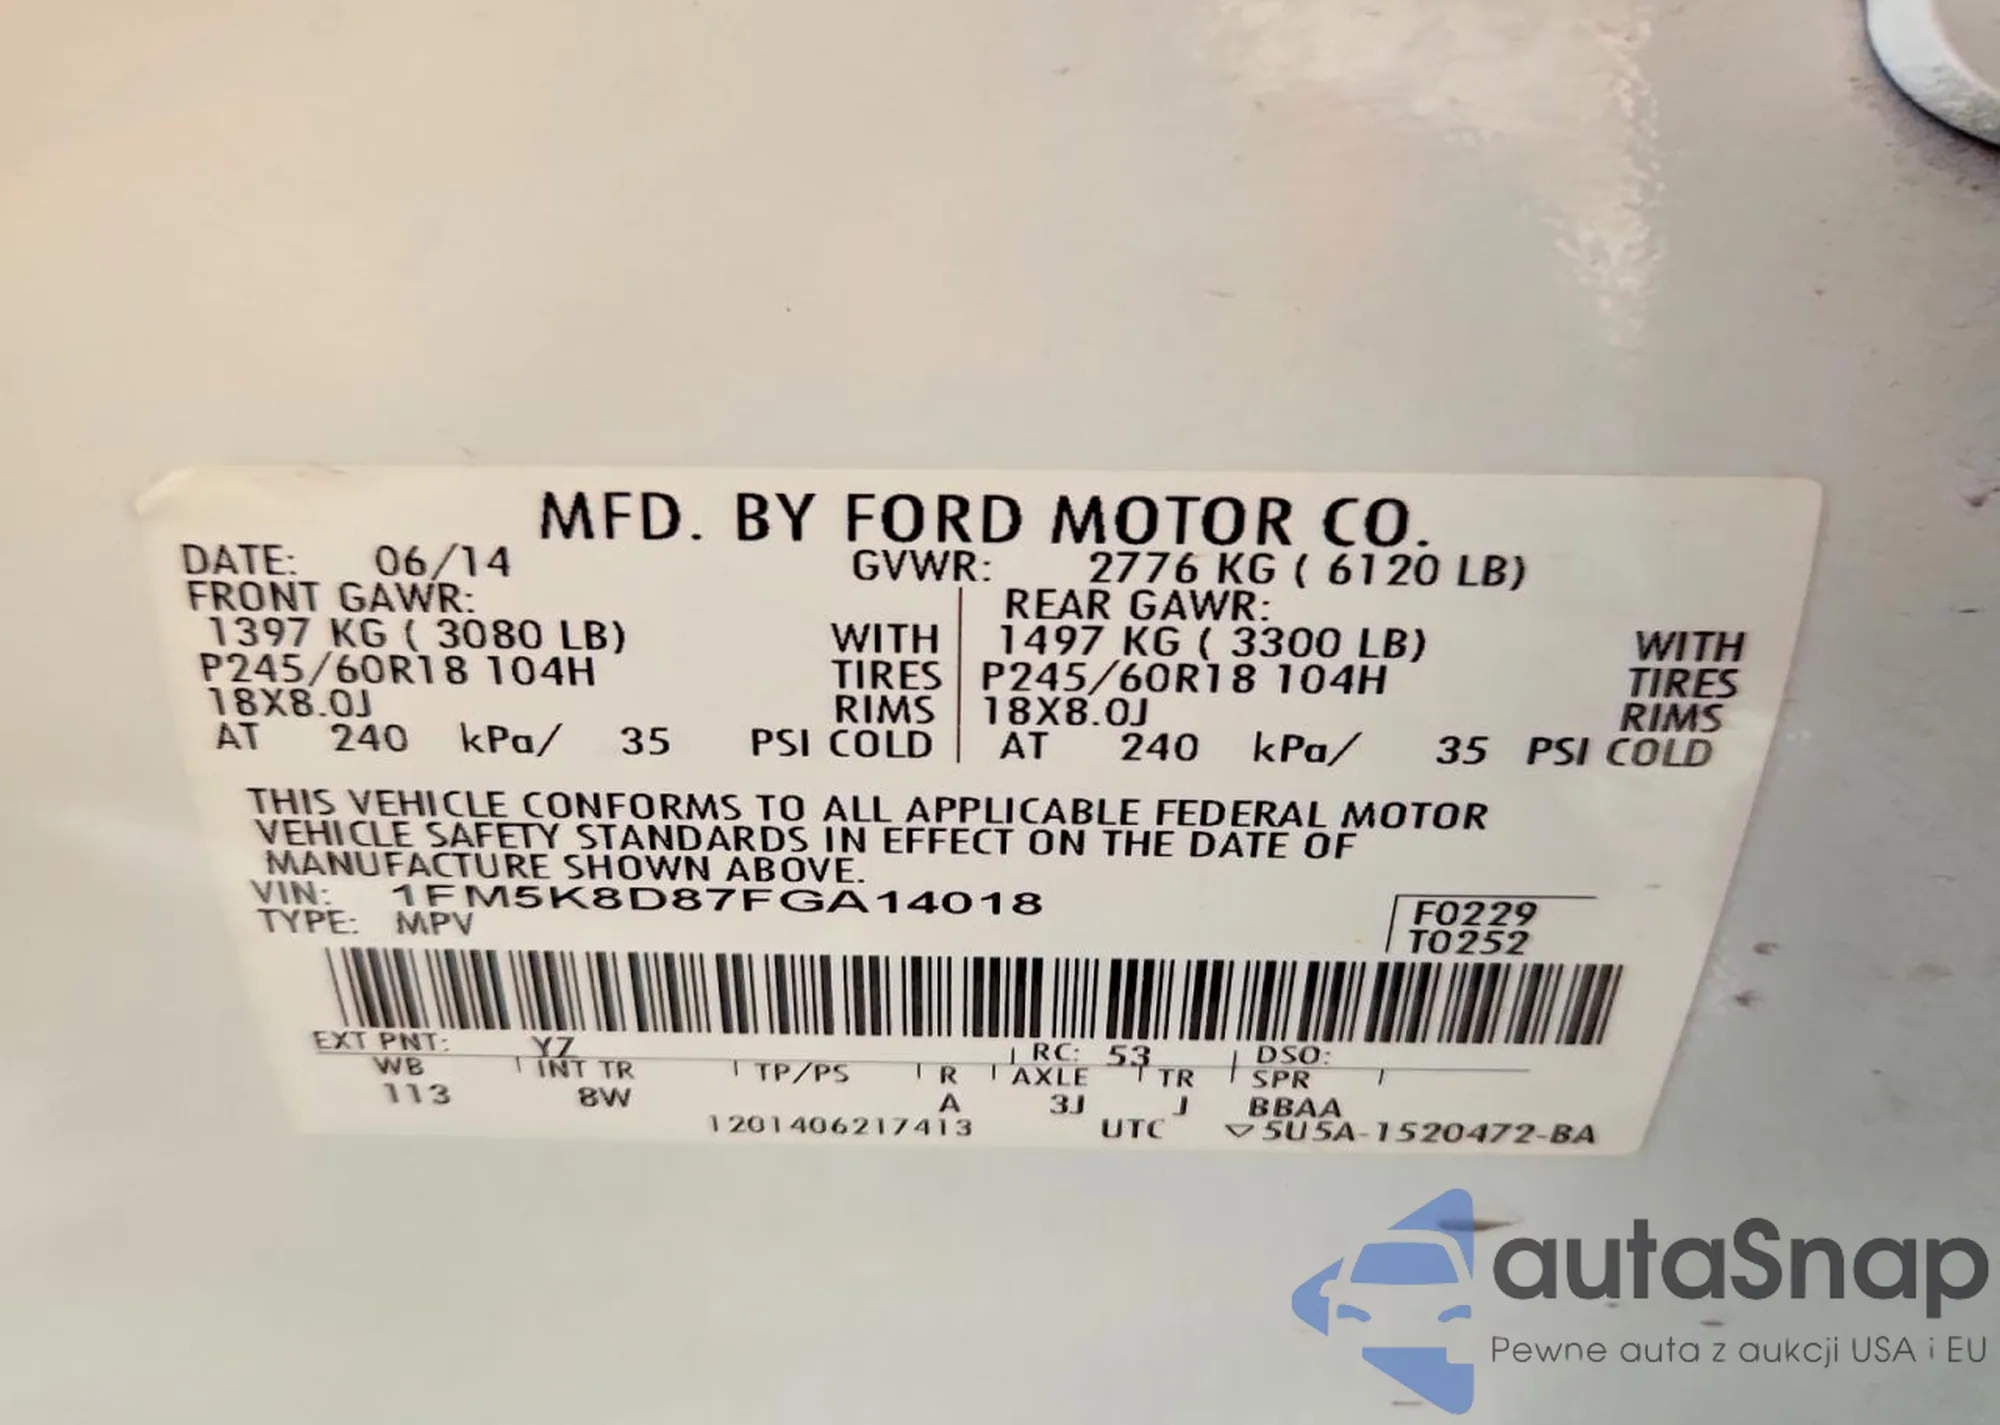 MFD. BY FORD MOTOR CO.
DATE: 06/14 GVWR: 2776 KG ( 6120 LB)
FRONT GAWR: REAR GAWR:
1397 KG ( 3080 LB) WITH 1497 KG ( 3300 LB) WITH
P245/60R18 104H TIRES P245/60R18 104H TIRES
18X8.0J RIMS 18X8.0J RIMS
AT 240 kPa/ 35 PSI COLD AT 240 kPa/ 35 PSI COLD
THIS VEHICLE CONFORMS TO ALL APPLICABLE FEDERAL MOTOR
VEHICLE SAFETY STANDARDS IN EFFECT ON THE DATE OF
MANUFACTURE SHOWN ABOVE.
VIN: 1FM5K8D87FGA14018
TYPE: MPV
F0229
T0252
EXT PNT: YZ RC: 53 DSO:
WB INT TR TP/PS R AXLE TR SPR
113 8W A 3J J BBAA
1201406217413 UTC ▽5U5A-1520472-BA
autaSnap
Pewne auta z aukcji USA i EU